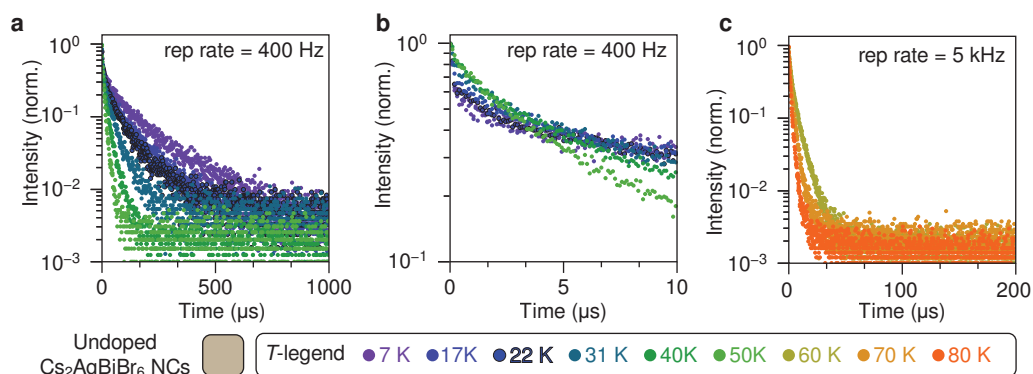 a
rep rate = 400 Hz
10⁰
10⁻¹
10⁻²
10⁻³
Intensity (norm.)
0
500
1000
Time (µs)
b
rep rate = 400 Hz
10⁰
10⁻¹
Intensity (norm.)
0
5
10
Time (µs)
c
rep rate = 5 kHz
10⁰
10⁻¹
10⁻²
10⁻³
Intensity (norm.)
0
100
200
Time (µs)
Undoped
Cs₂AgBiBr₆ NCs
T-legend 7 K 17K 22 K 31 K 40K 50K 60 K 70 K 80 K